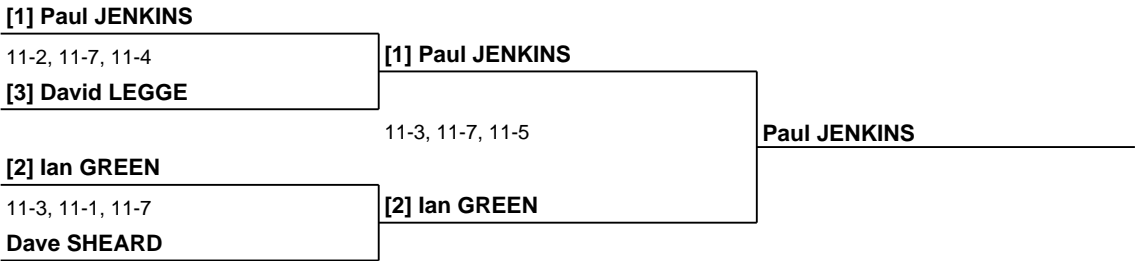 [1] Paul JENKINS
11-2, 11-7, 11-4
[1] Paul JENKINS
[3] David LEGGE
11-3, 11-7, 11-5
Paul JENKINS
[2] Ian GREEN
11-3, 11-1, 11-7
[2] Ian GREEN
Dave SHEARD